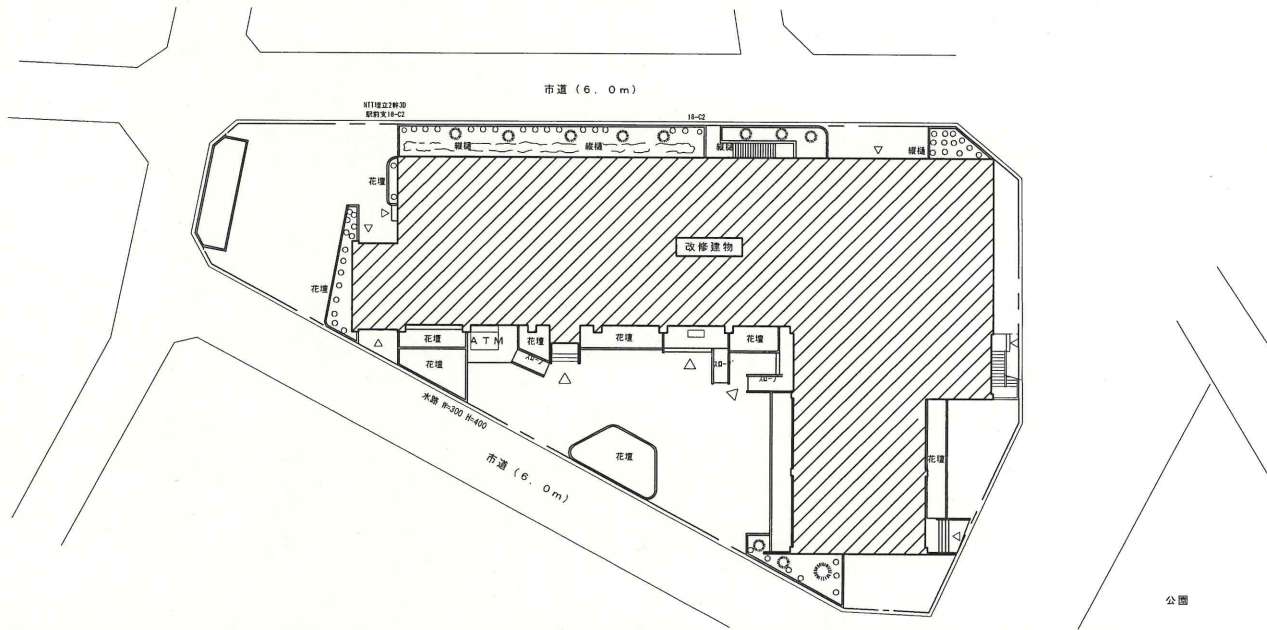 市道(6.0m)
NTT埋立2幹3D
駅前支18-C2
18-C2
縦樋
縦樋
縦樋
縦樋
花壇
改修建物
花壇
花壇
ATM
花壇
花壇
花壇
花壇
スロープ
スロープ
スロープ
水路 W=300 H=400
花壇
花壇
市道(6.0m)
公園